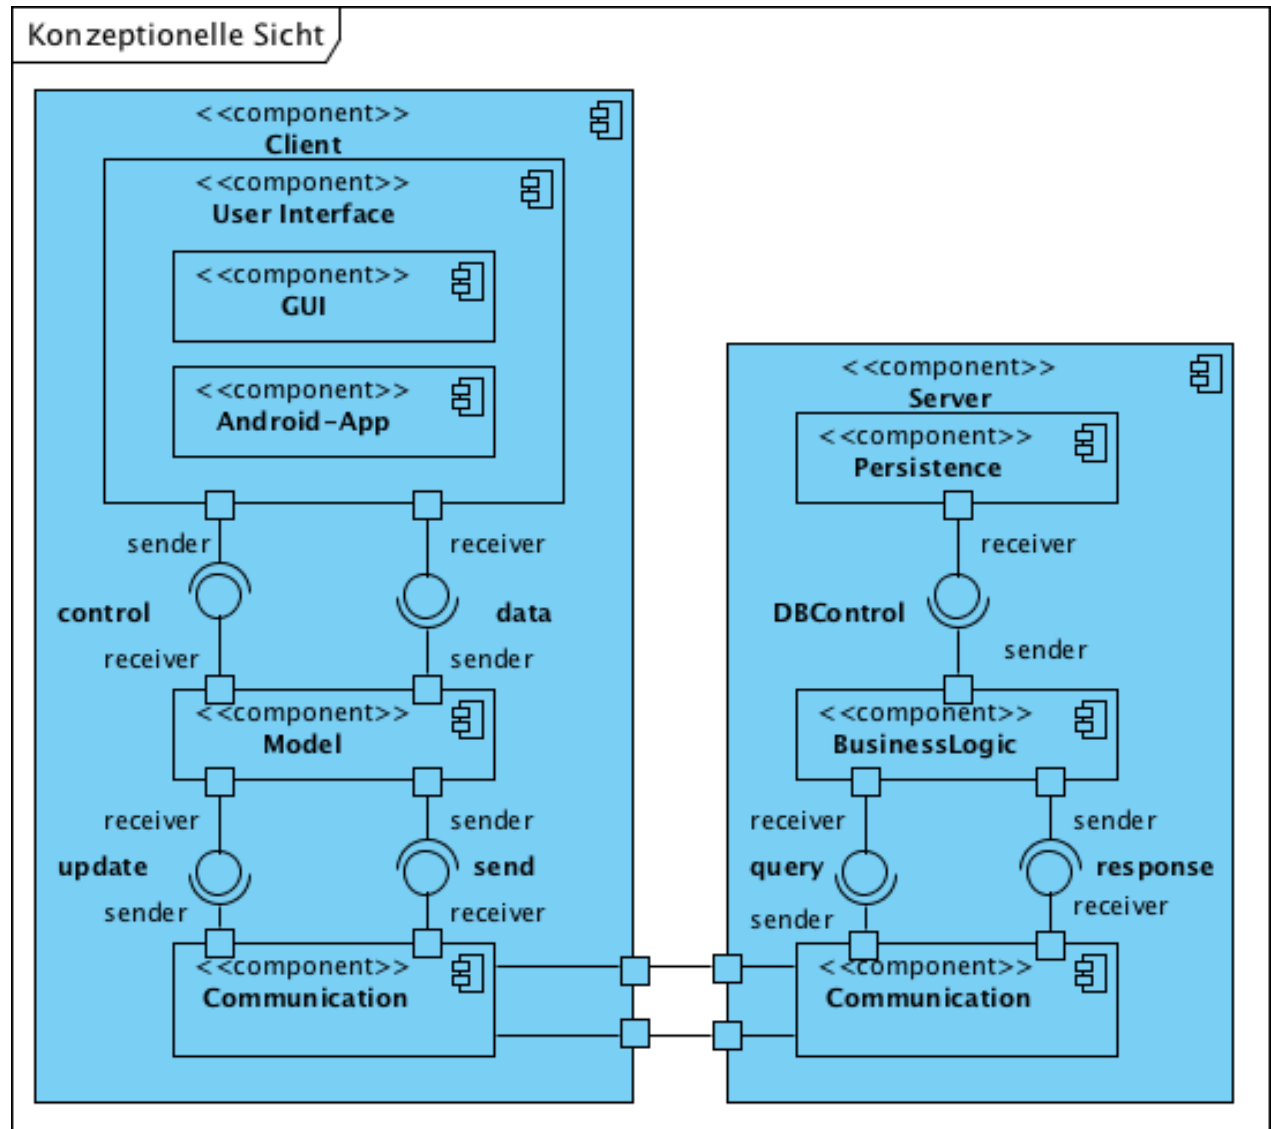 Konzeptionelle Sicht
<<component>>
Client
<<component>>
User Interface
<<component>>
GUI
<<component>>
Android-App
sender
receiver
control
data
receiver
sender
<<component>>
Model
receiver
sender
update
send
sender
receiver
<<component>>
Communication
<<component>>
Server
<<component>>
Persistence
receiver
DBControl
sender
<<component>>
BusinessLogic
receiver
sender
query
response
sender
receiver
<<component>>
Communication